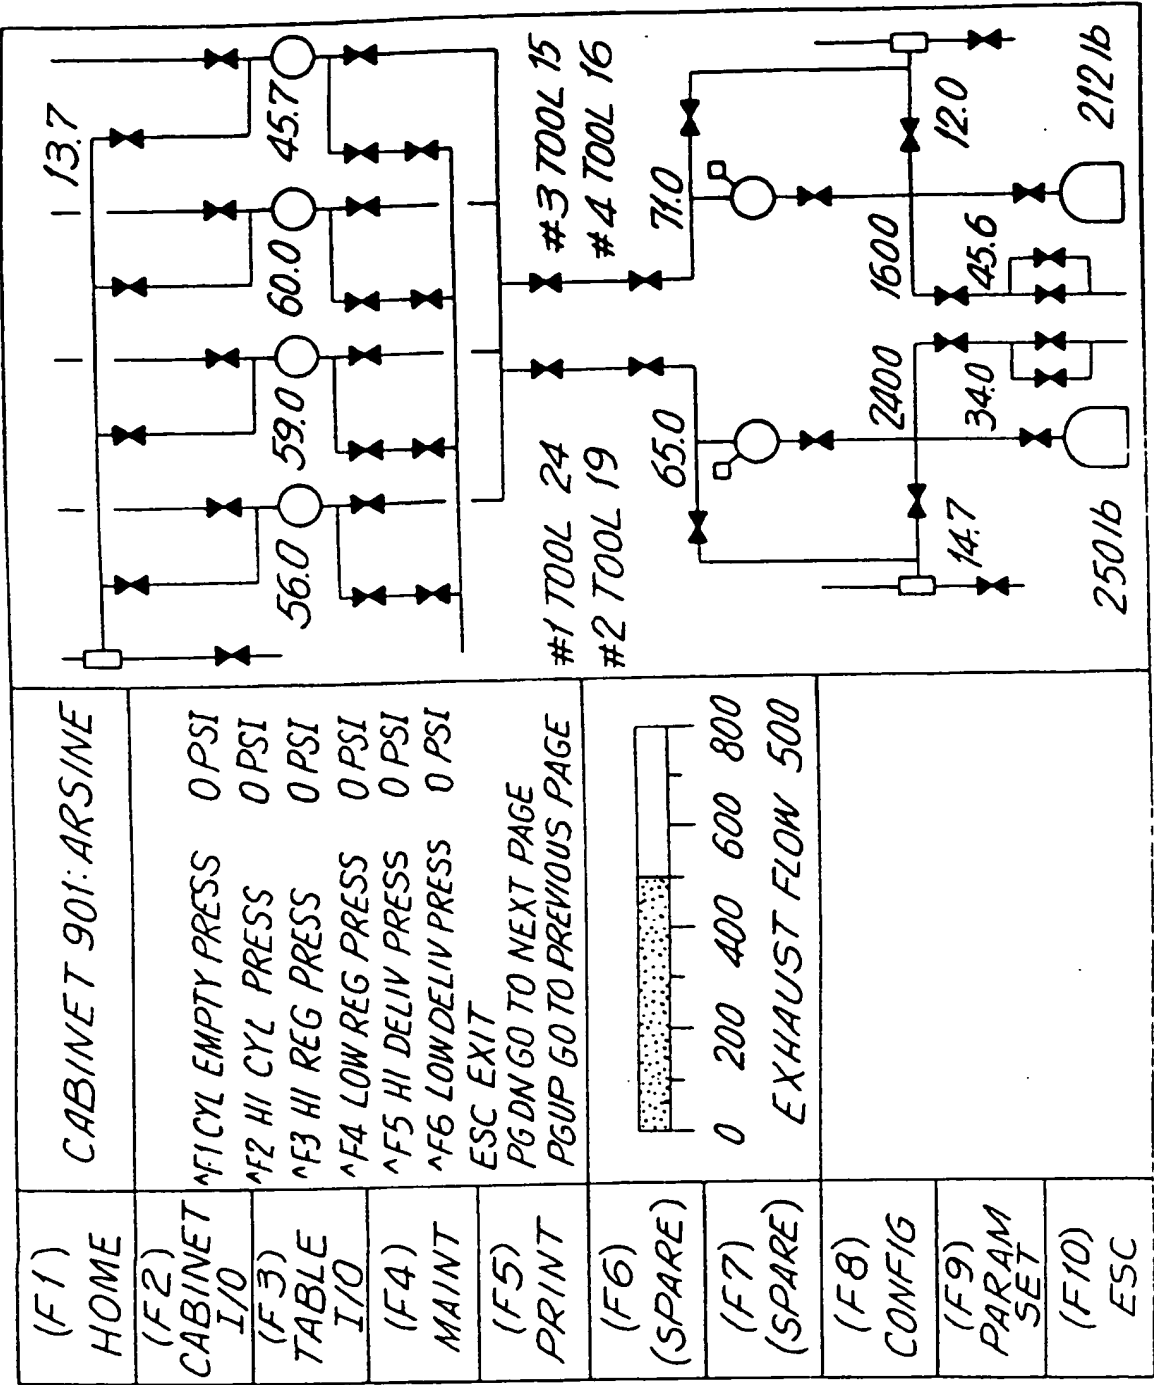 (F1)
HOME
(F2)
CABINET
I/O
(F3)
TABLE
I/O
(F4)
MAINT
(F5)
PRINT
(F6)
(SPARE)
(F7)
(SPARE)
(F8)
CONFIG
(F9)
PARAM
SET
(F10)
ESC
CABINET 901: ARSINE
^F1 CYL EMPTY PRESS 0 PSI
^F2 HI CYL PRESS 0 PSI
^F3 HI REG PRESS 0 PSI
^F4 LOW REG PRESS 0 PSI
^F5 HI DELIV PRESS 0 PSI
^F6 LOW DELIV PRESS 0 PSI
ESC EXIT
PG DN GO TO NEXT PAGE
PGUP GO TO PREVIOUS PAGE
0 200 400 600 800
EXHAUST FLOW 500
13.7
56.0 59.0 60.0 45.7
#1 TOOL 24
#2 TOOL 19
#3 TOOL 15
#4 TOOL 16
65.0 71.0
2400 1600
14.7 34.0 45.6 12.0
250 lb 212 lb